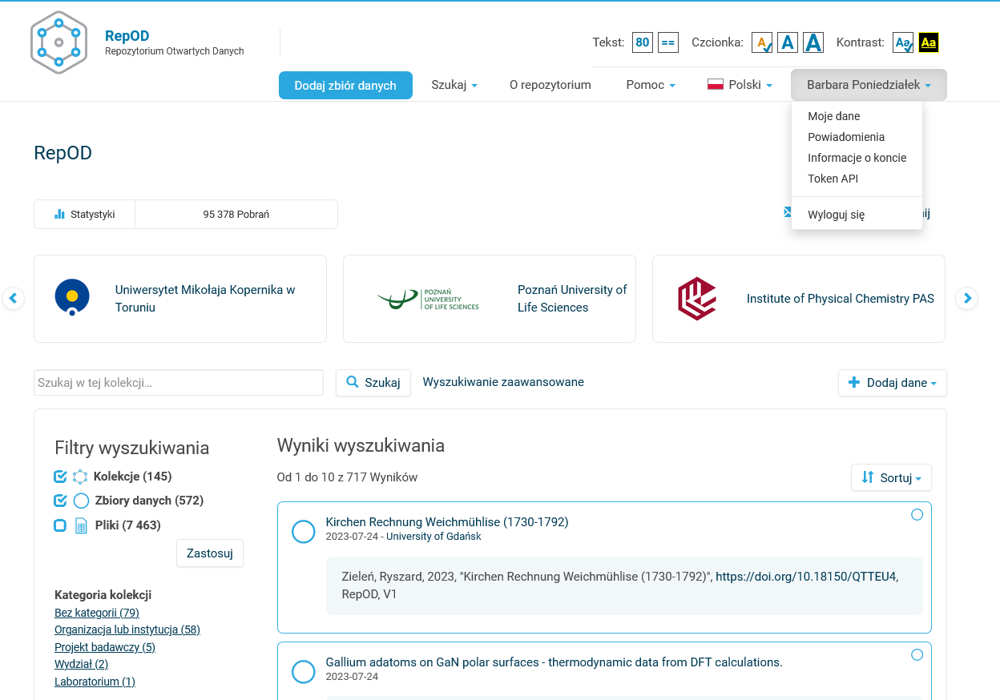 RepOD
Repozytorium Otwartych Danych
Tekst: 80 == Czcionka: A A A Kontrast: Aa Aa
Dodaj zbiór danych Szukaj O repozytorium Pomoc Polski Barbara Poniedziałek
Moje dane
Powiadomienia
Informacje o koncie
Token API
Wyloguj się
RepOD
Statystyki 95 378 Pobrań
Uniwersytet Mikołaja Kopernika w
Toruniu
POZNAŃ
UNIVERSITY
OF LIFE SCIENCES
Poznań University of
Life Sciences
Institute of Physical Chemistry PAS
Szukaj w tej kolekcji... Szukaj Wyszukiwanie zaawansowane Dodaj dane
Filtry wyszukiwania
Kolekcje (145)
Zbiory danych (572)
Pliki (7 463)
Zastosuj
Kategoria kolekcji
Bez kategorii (79)
Organizacja lub instytucja (58)
Projekt badawczy (5)
Wydział (2)
Laboratorium (1)
Wyniki wyszukiwania
Od 1 do 10 z 717 Wyników Sortuj
Kirchen Rechnung Weichmühlise (1730-1792)
2023-07-24 - University of Gdańsk
Zieleń, Ryszard, 2023, "Kirchen Rechnung Weichmühlise (1730-1792)", https://doi.org/10.18150/QTTEU4,
RepOD, V1
Gallium adatoms on GaN polar surfaces - thermodynamic data from DFT calculations.
2023-07-24